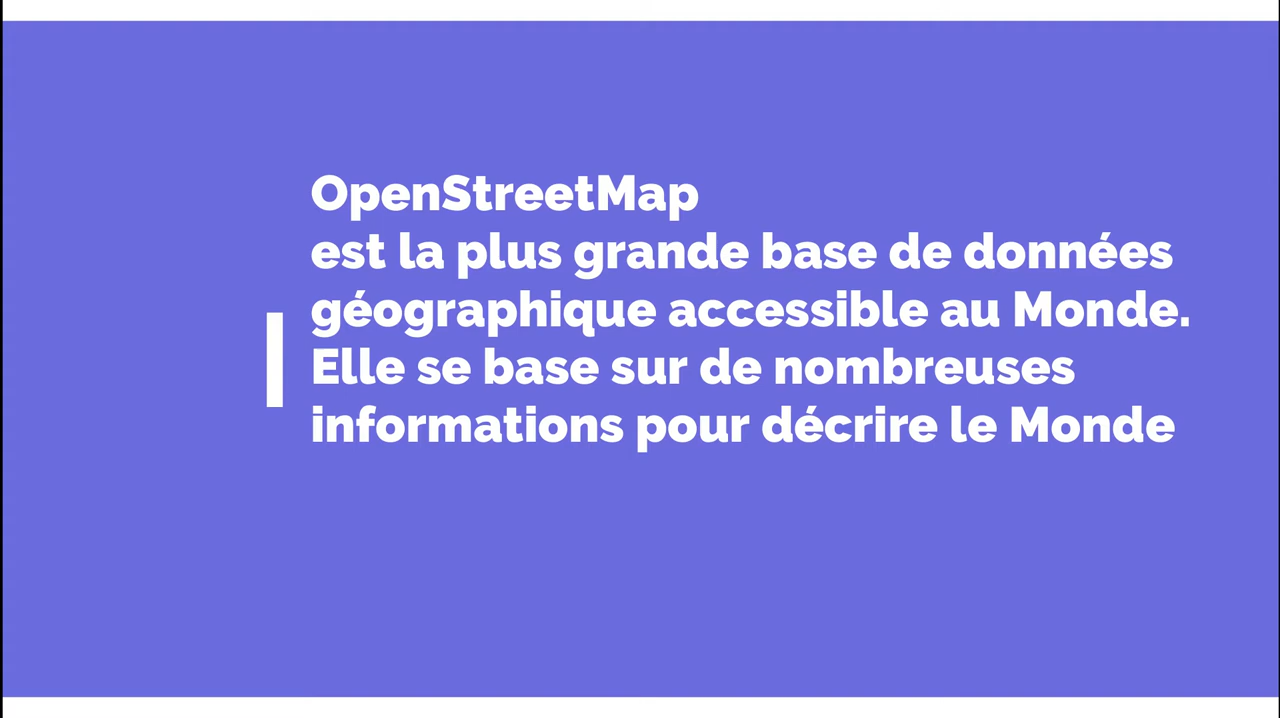 OpenStreetMap
est la plus grande base de données
géographique accessible au Monde.
Elle se base sur de nombreuses
informations pour décrire le Monde